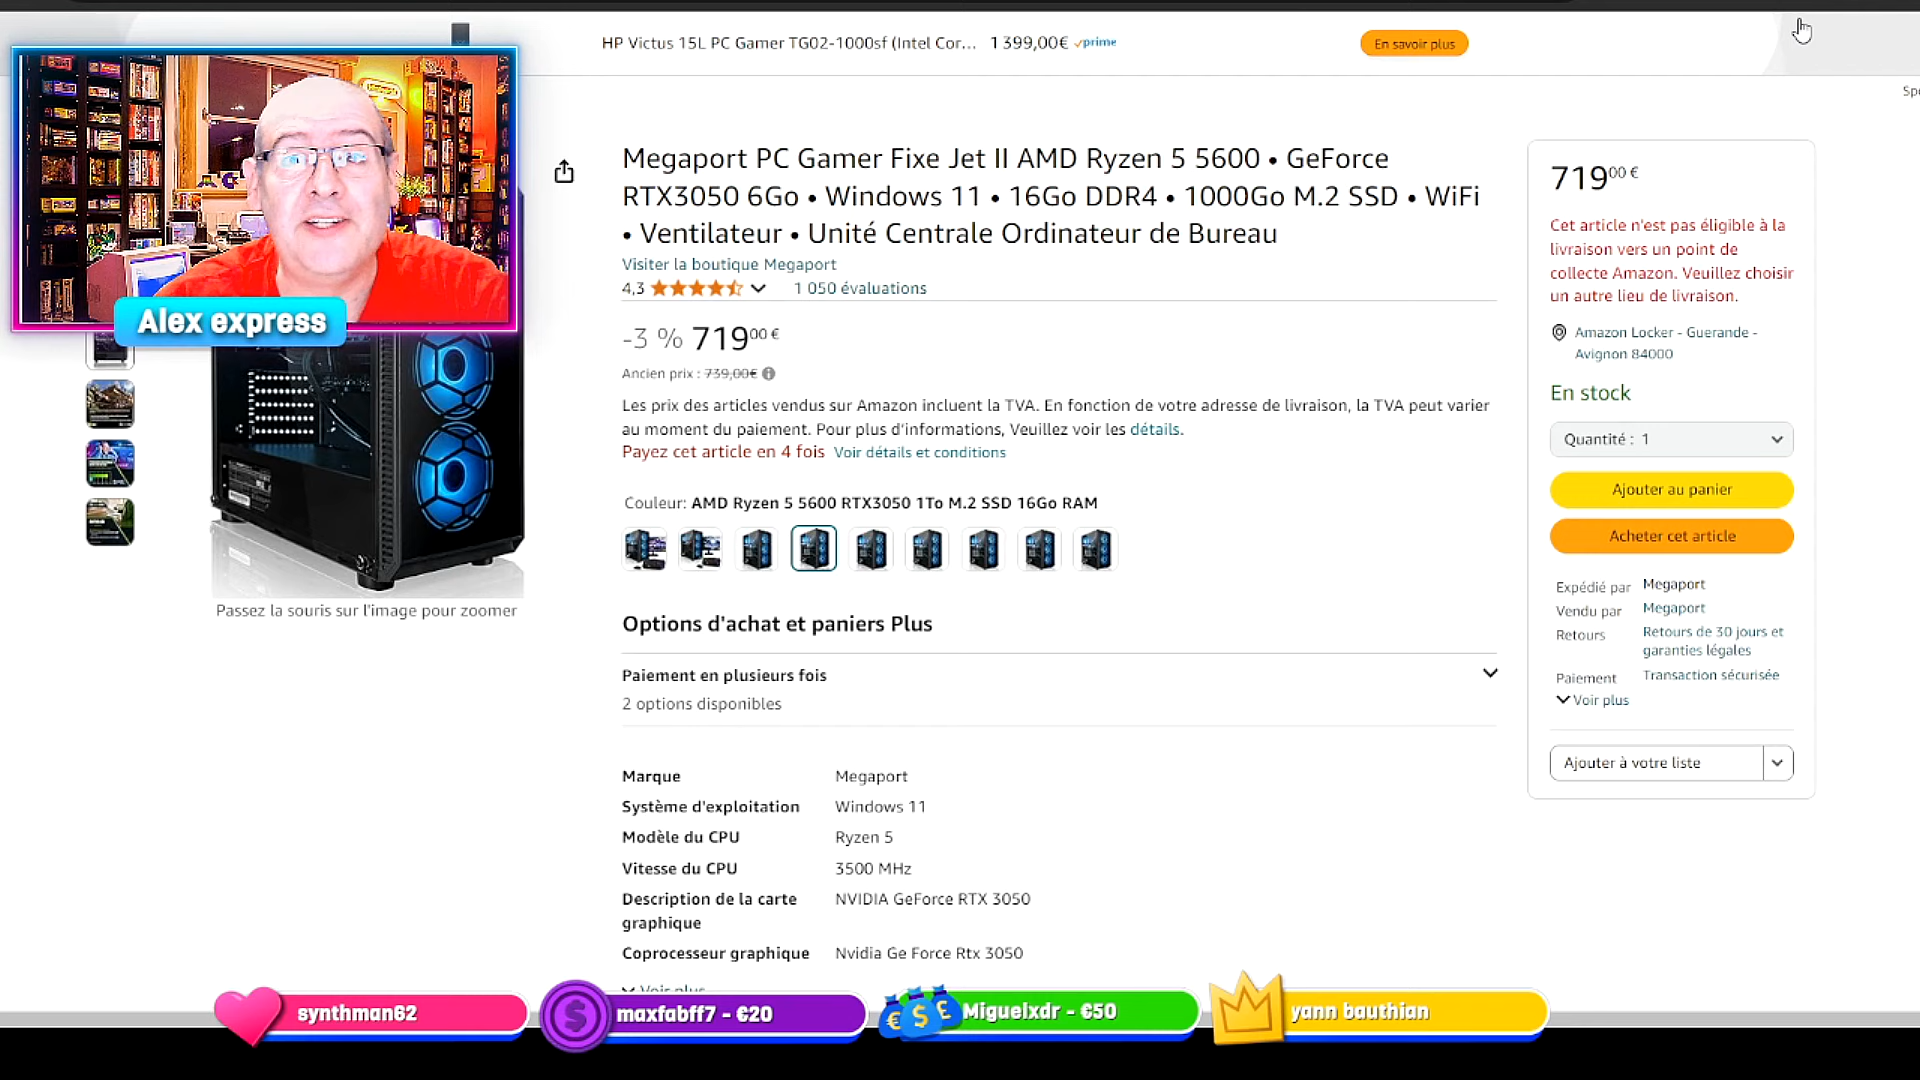 HP Victus 15L PC Gamer TG02-1000sf (Intel Cor... 1 399,00€ prime
En savoir plus
Alex express
Passez la souris sur l'image pour zoomer
Megaport PC Gamer Fixe Jet II AMD Ryzen 5 5600 • GeForce
RTX3050 6Go • Windows 11 • 16Go DDR4 • 1000Go M.2 SSD • WiFi
• Ventilateur • Unité Centrale Ordinateur de Bureau
Visiter la boutique Megaport
4,3 1 050 évaluations
-3 % 719,00 €
Ancien prix : 739,00€
Les prix des articles vendus sur Amazon incluent la TVA. En fonction de votre adresse de livraison, la TVA peut varier
au moment du paiement. Pour plus d'informations, Veuillez voir les détails.
Payez cet article en 4 fois Voir détails et conditions
Couleur: AMD Ryzen 5 5600 RTX3050 1To M.2 SSD 16Go RAM
Options d'achat et paniers Plus
Paiement en plusieurs fois
2 options disponibles
Marque Megaport
Système d'exploitation Windows 11
Modèle du CPU Ryzen 5
Vitesse du CPU 3500 MHz
Description de la carte NVIDIA GeForce RTX 3050
graphique
Coprocesseur graphique Nvidia Ge Force Rtx 3050
Voir plus
719,00 €
Cet article n'est pas éligible à la
livraison vers un point de
collecte Amazon. Veuillez choisir
un autre lieu de livraison.
Amazon Locker - Guerande -
Avignon 84000
En stock
Quantité : 1
Ajouter au panier
Acheter cet article
Expédié par Megaport
Vendu par Megaport
Retours Retours de 30 jours et
garanties légales
Paiement Transaction sécurisée
Voir plus
Ajouter à votre liste
synthman62
maxfabff7 - €20
Miguelxdr - €50
yann bauthian